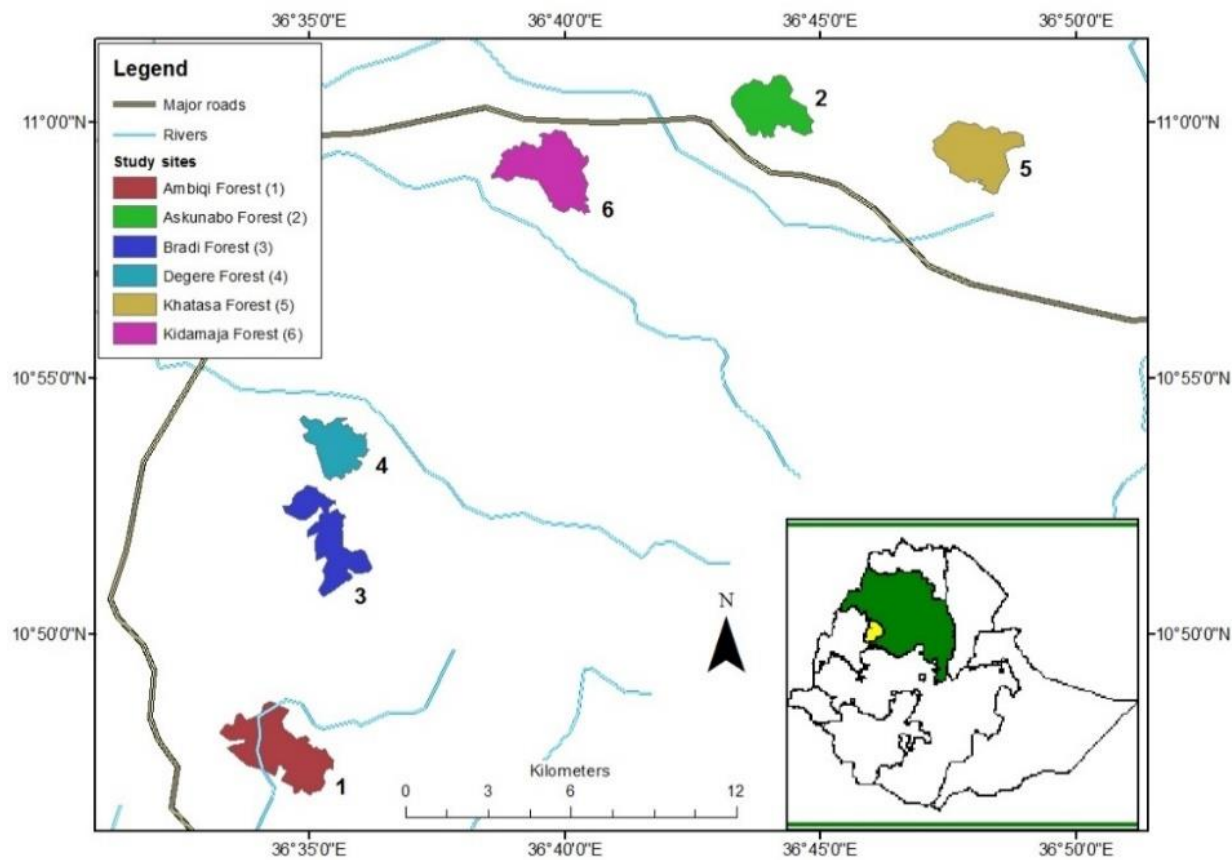 36°35'0"E 36°40'0"E 36°45'0"E 36°50'0"E
Legend
Major roads
Rivers
Study sites
Ambiqi Forest (1)
Askunabo Forest (2)
Bradi Forest (3)
Degere Forest (4)
Khatasa Forest (5)
Kidamaja Forest (6)
2
11°0'0"N 11°0'0"N
5
6
10°55'0"N 10°55'0"N
4
3
N
10°50'0"N 10°50'0"N
1
Kilometers
0 3 6 12
36°35'0"E 36°40'0"E 36°45'0"E 36°50'0"E